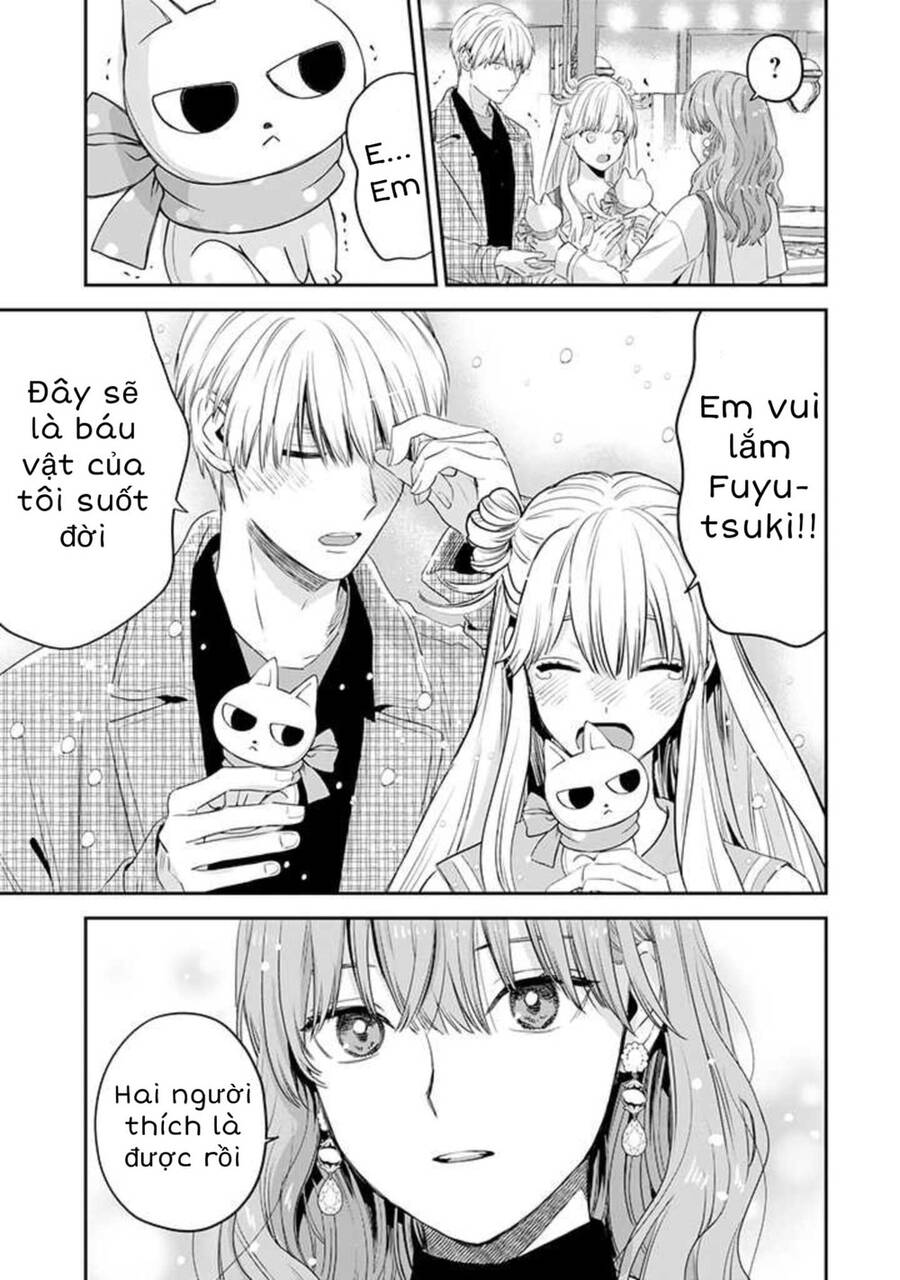 ?
E...
Em
Em vui
lắm
Fuyu-
tsuki!!
Đây sẽ
là báu
vật của
tôi suốt
đời
Hai người
thích là
được rồi